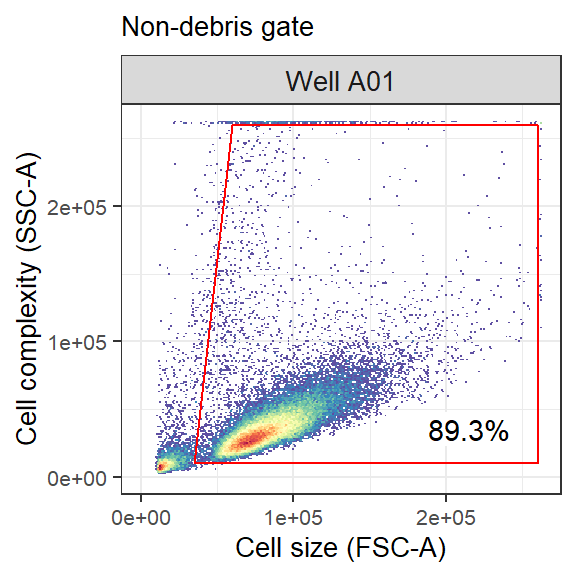 Non-debris gate
Well A01
Cell complexity (SSC-A)
2e+05
1e+05
0e+00
89.3%
0e+00 1e+05 2e+05
Cell size (FSC-A)